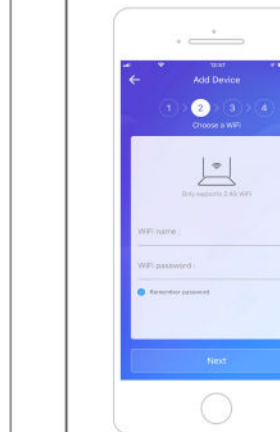 Add Device
1 > 2 > 3 > 4
Choose a WiFi
Only supports 2.4G WiFi
WiFi name :
WiFi password :
Remember password
Next